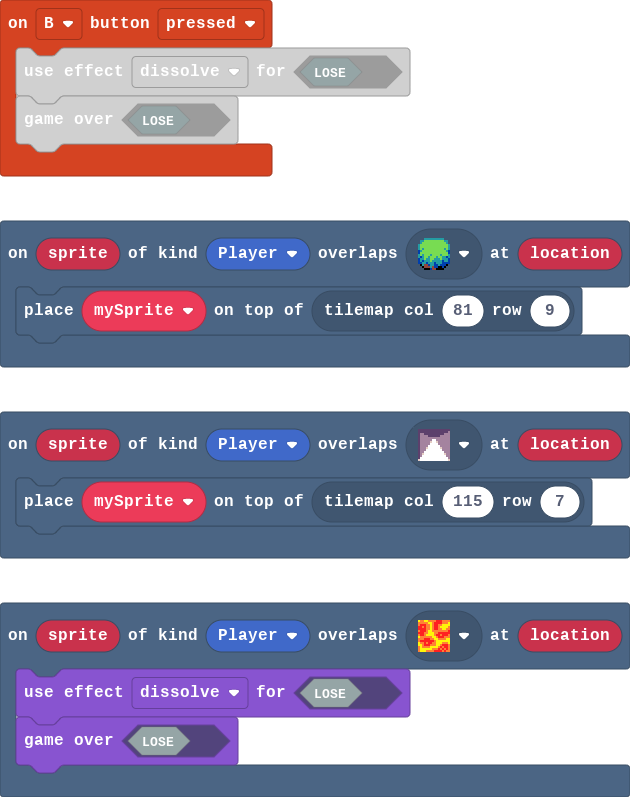 on B button pressed
use effect dissolve for LOSE
game over LOSE
on sprite of kind Player overlaps at location
place mySprite on top of tilemap col 81 row 9
on sprite of kind Player overlaps at location
place mySprite on top of tilemap col 115 row 7
on sprite of kind Player overlaps at location
use effect dissolve for LOSE
game over LOSE